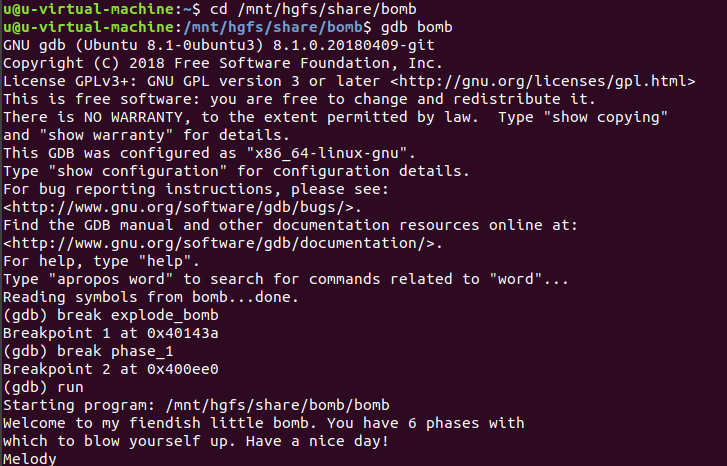 u@u-virtual-machine:~$ cd /mnt/hgfs/share/bomb
u@u-virtual-machine:/mnt/hgfs/share/bomb$ gdb bomb
GNU gdb (Ubuntu 8.1-0ubuntu3) 8.1.0.20180409-git
Copyright (C) 2018 Free Software Foundation, Inc.
License GPLv3+: GNU GPL version 3 or later <http://gnu.org/licenses/gpl.html>
This is free software: you are free to change and redistribute it.
There is NO WARRANTY, to the extent permitted by law.  Type "show copying"
and "show warranty" for details.
This GDB was configured as "x86_64-linux-gnu".
Type "show configuration" for configuration details.
For bug reporting instructions, please see:
<http://www.gnu.org/software/gdb/bugs/>.
Find the GDB manual and other documentation resources online at:
<http://www.gnu.org/software/gdb/documentation/>.
For help, type "help".
Type "apropos word" to search for commands related to "word"...
Reading symbols from bomb...done.
(gdb) break explode_bomb
Breakpoint 1 at 0x40143a
(gdb) break phase_1
Breakpoint 2 at 0x400ee0
(gdb) run
Starting program: /mnt/hgfs/share/bomb/bomb
Welcome to my fiendish little bomb. You have 6 phases with
which to blow yourself up. Have a nice day!
Melody